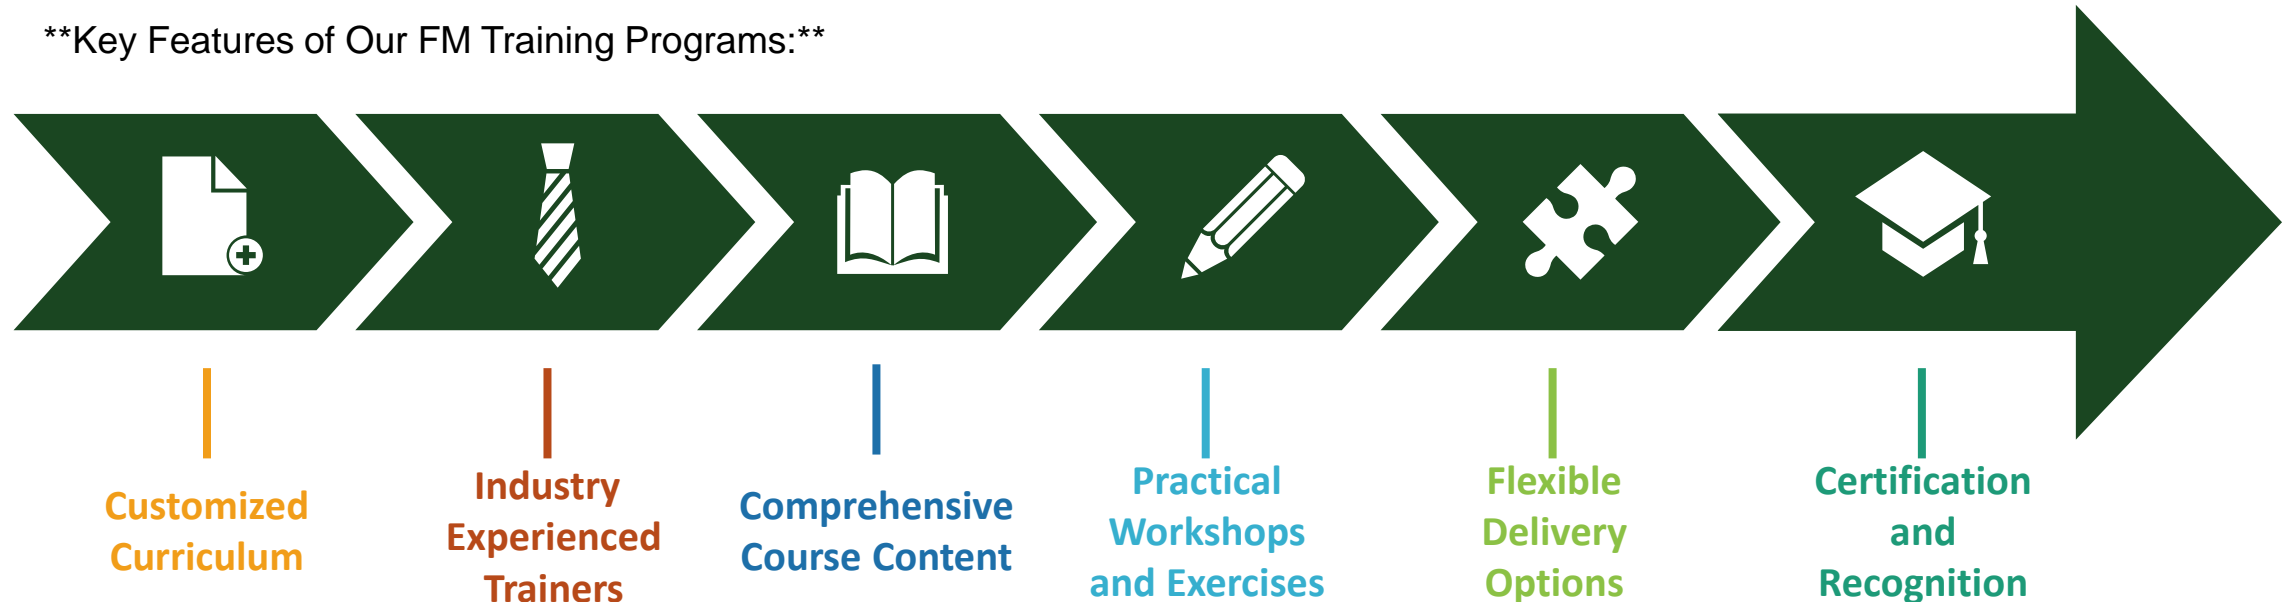 **Key Features of Our FM Training Programs:**
Customized
Curriculum
Industry
Experienced
Trainers
Comprehensive
Course Content
Practical
Workshops
and Exercises
Flexible
Delivery
Options
Certification
and
Recognition